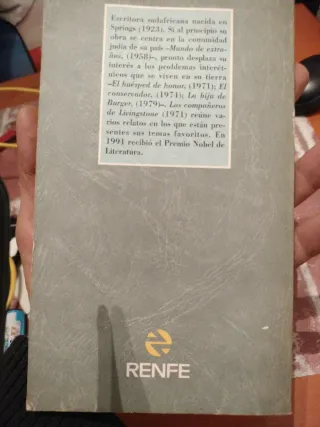 Escritora sudafricana nacida en
Springs (1923). Si al principio su
obra se centra en la comunidad
judía de su país –Mundo de extra-
ños, (1958)–, pronto desplaza su
interés a los problemas interét-
nicos que se viven en su tierra
–El huésped de honor, (1971); El
conservador, (1974); La hija de
Burger, (1979)–. Los compañeros
de Livingstone (1971) reúne va-
rios relatos en los que están pre-
sentes sus temas favoritos. En
1991 recibió el Premio Nobel de
Literatura.
RENFE